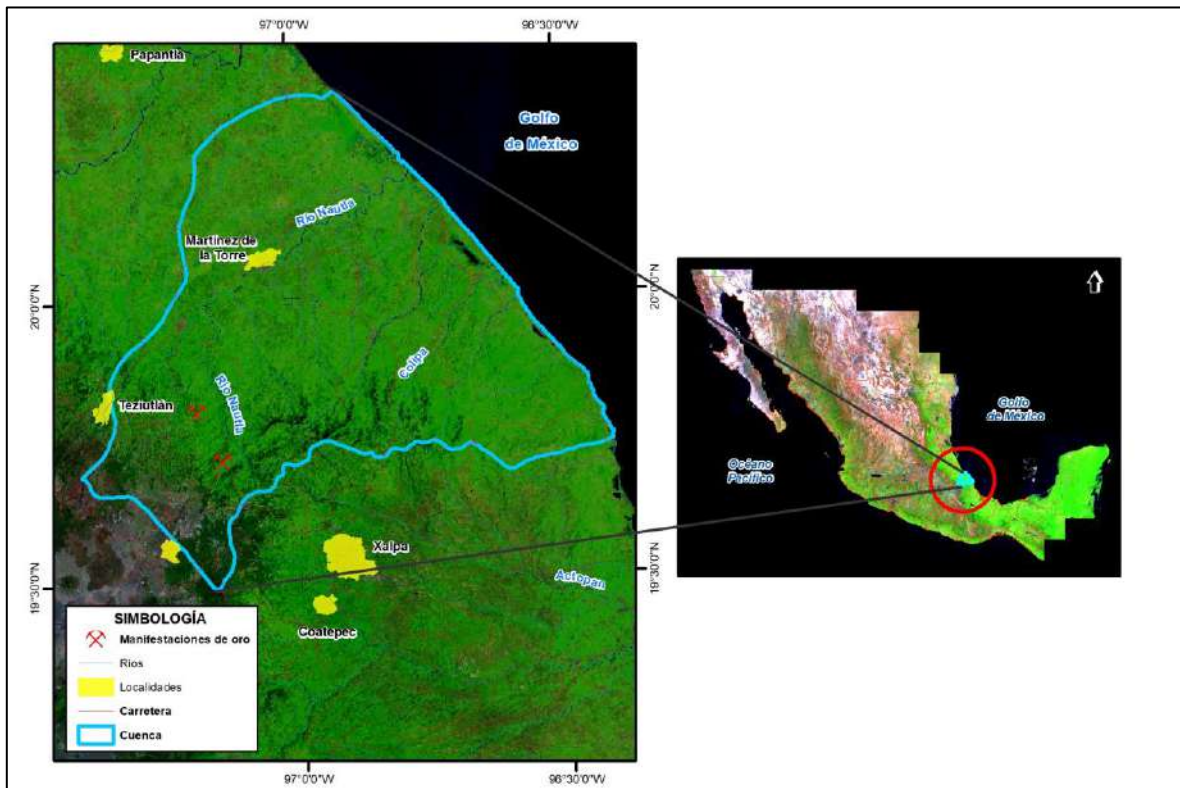 97°0'0"W
96°30'0"W
Papantla
Golfo
de México
Río Nautla
Martínez de
la Torre
20°0'0"N
20°0'0"N
Colipa
Río Nautla
Teziutlán
Xalpa
Actopan
19°30'0"N
19°30'0"N
Coatepec
SIMBOLOGÍA
Manifestaciones de oro
Ríos
Localidades
Carretera
Cuenca
97°0'0"W
96°30'0"W
Golfo
de México
Océano
Pacífico